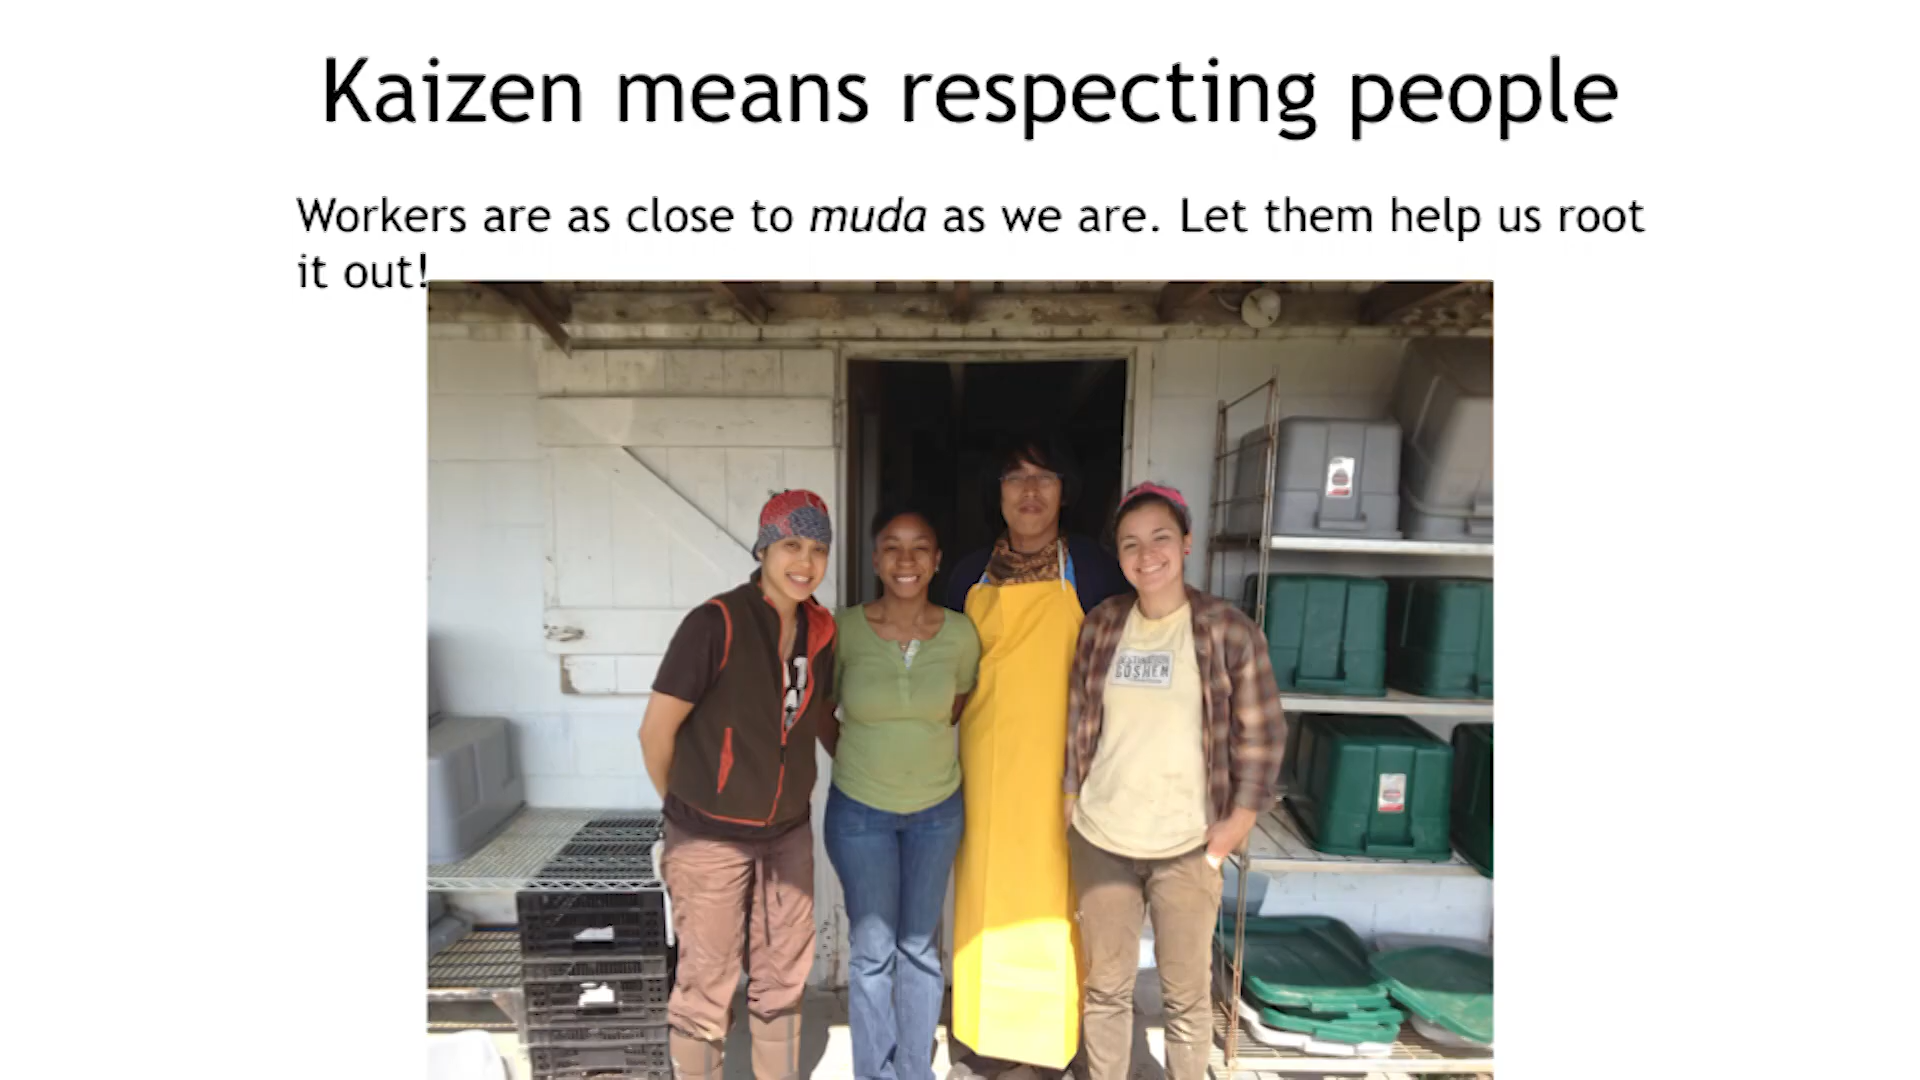 Kaizen means respecting people
Workers are as close to muda as we are. Let them help us root
it out!
DESTINATION
GOSHEN